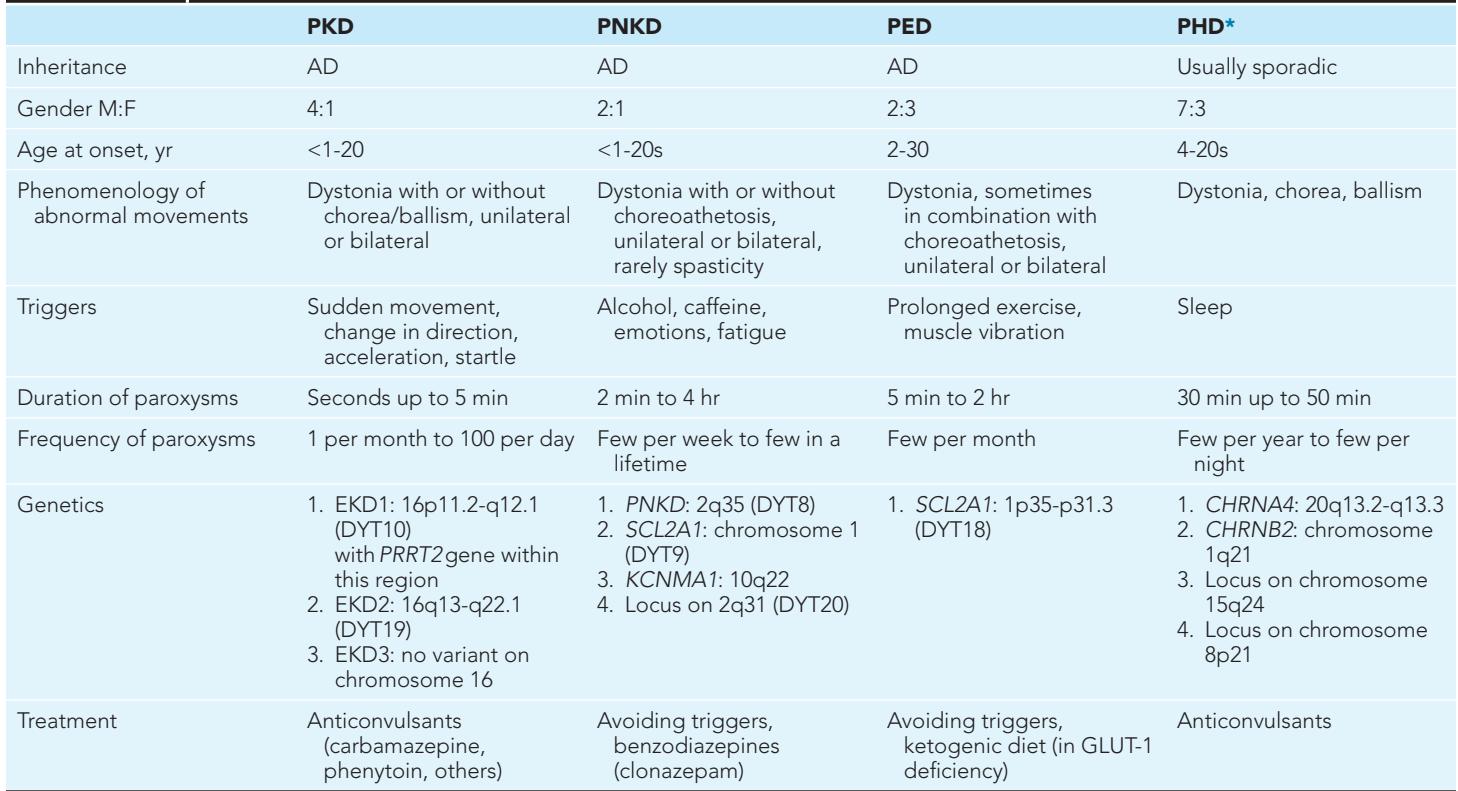 PKD PNKD PED PHD*
Inheritance AD AD AD Usually sporadic
Gender M:F 4:1 2:1 2:3 7:3
Age at onset, yr <1-20 <1-20s 2-30 4-20s
Phenomenology of Dystonia with or without Dystonia with or without Dystonia, sometimes Dystonia, chorea, ballism
abnormal movements chorea/ballism, unilateral choreoathetosis, in combination with
or bilateral unilateral or bilateral, choreoathetosis,
rarely spasticity unilateral or bilateral
Triggers Sudden movement, Alcohol, caffeine, Prolonged exercise, Sleep
change in direction, emotions, fatigue muscle vibration
acceleration, startle
Duration of paroxysms Seconds up to 5 min 2 min to 4 hr 5 min to 2 hr 30 min up to 50 min
Frequency of paroxysms 1 per month to 100 per day Few per week to few in a Few per month Few per year to few per
lifetime night
Genetics 1. EKD1: 16p11.2-q12.1 1. PNKD: 2q35 (DYT8) 1. SCL2A1: 1p35-p31.3 1. CHRNA4: 20q13.2-q13.3
(DYT10) 2. SCL2A1: chromosome 1 (DYT18) 2. CHRNB2: chromosome
with PRRT2 gene within (DYT9) 1q21
this region 3. KCNMA1: 10q22 3. Locus on chromosome
2. EKD2: 16q13-q22.1 4. Locus on 2q31 (DYT20) 15q24
(DYT19) 4. Locus on chromosome
3. EKD3: no variant on 8p21
chromosome 16
Treatment Anticonvulsants Avoiding triggers, Avoiding triggers, Anticonvulsants
(carbamazepine, benzodiazepines ketogenic diet (in GLUT-1
phenytoin, others) (clonazepam) deficiency)